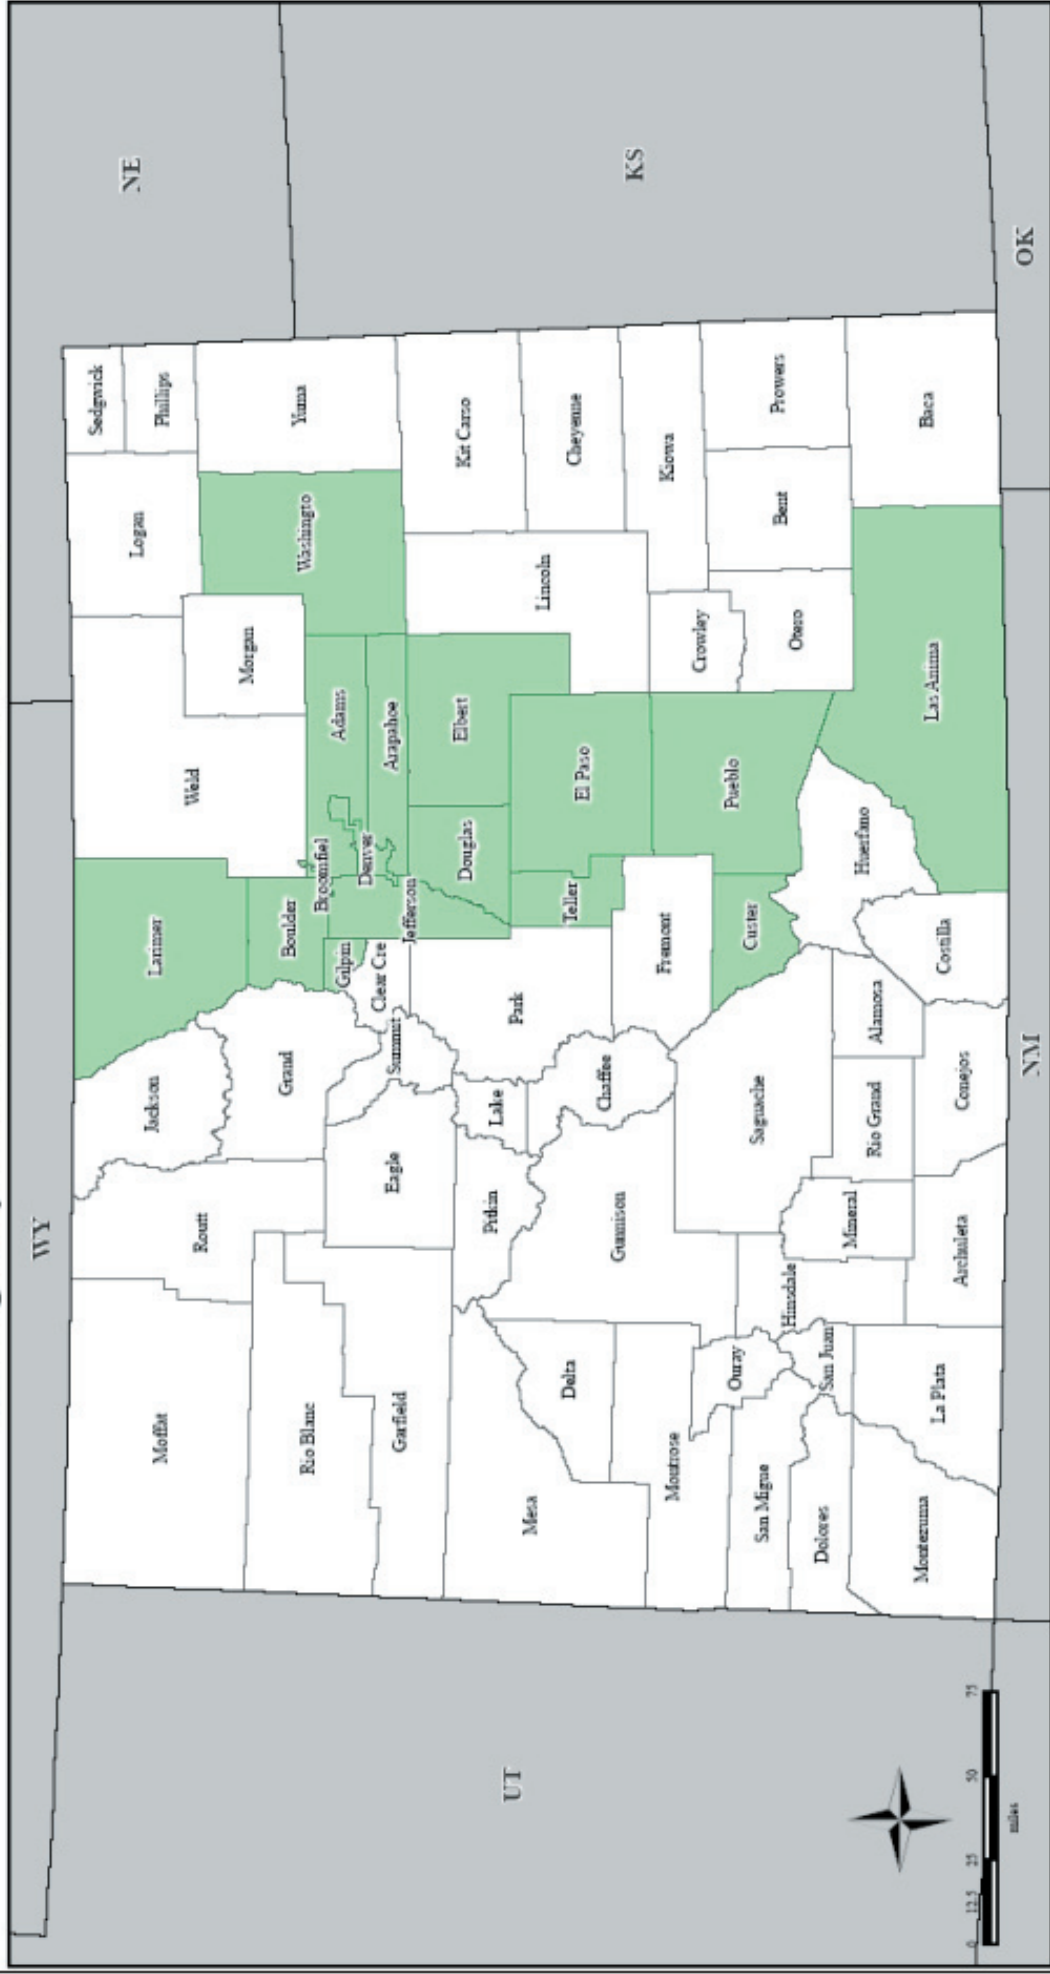 WY
NE
KS
OK
NM
UT
Moffat
Routt
Jackson
Larimer
Weld
Logan
Sedgwick
Phillips
Morgan
Washingto
Yuma
Rio Blanc
Grand
Boulder
Broomfiel
Adams
Gilpin
Denver
Arapahoe
Garfield
Eagle
Summit
Clear Cre
Jefferson
Douglas
Elbert
Lincoln
Kit Carso
Mesa
Pitkin
Lake
Park
Teller
El Paso
Cheyenne
Delta
Gunnison
Chaffee
Fremont
Kiowa
Montrose
Ouray
Saguache
Custer
Pueblo
Crowley
Otero
Bent
Prowers
San Migue
Hinsdale
San Juan
Dolores
Mineral
Rio Grand
Alamosa
Huerfano
Las Anima
Baca
Montezuma
La Plata
Archuleta
Conejos
Costilla
0 12.5 25 50 75
miles